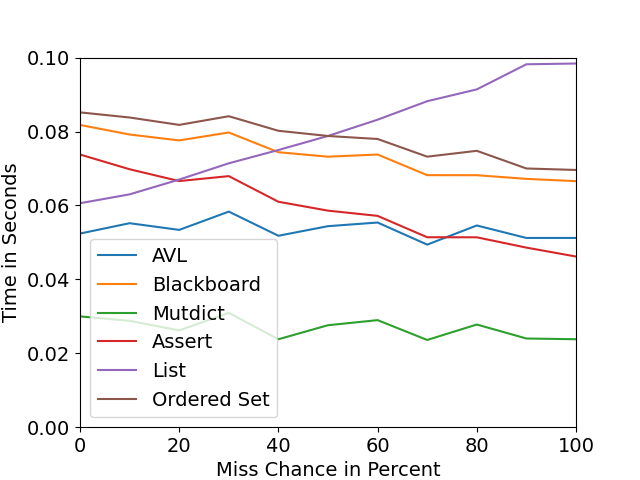 0.10
0.08
0.06
0.04
0.02
0.00
Time in Seconds
AVL
Blackboard
Mutdict
Assert
List
Ordered Set
0 20 40 60 80 100
Miss Chance in Percent